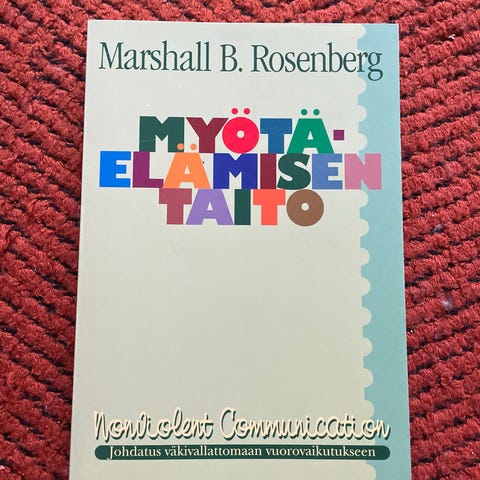 Marshall B. Rosenberg
MYÖTÄ-
ELÄMISEN
TAITO
Nonviolent Communication
Johdatus väkivallattomaan vuorovaikutukseen